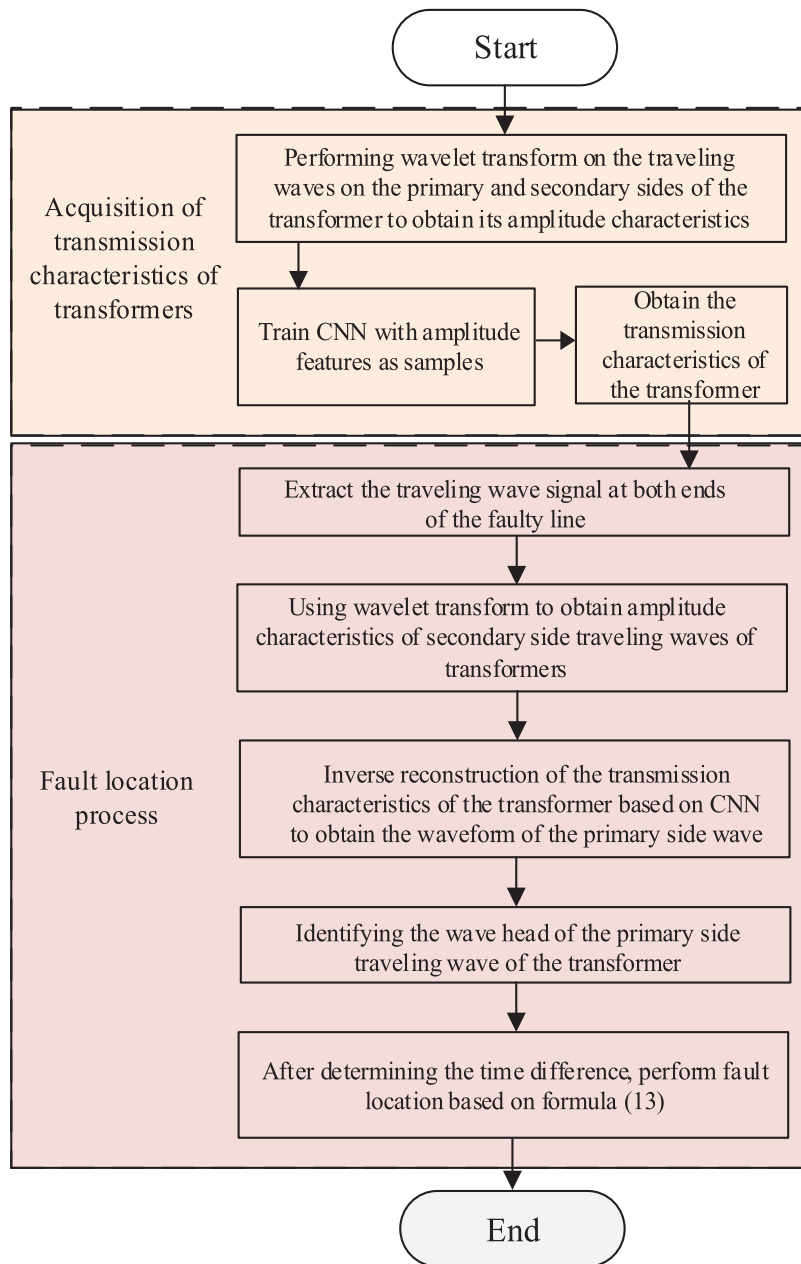 Start
Acquisition of
transmission
characteristics of
transformers
Performing wavelet transform on the traveling
waves on the primary and secondary sides of the
transformer to obtain its amplitude characteristics
Train CNN with amplitude
features as samples
Obtain the
transmission
characteristics of
the transformer
Fault location
process
Extract the traveling wave signal at both ends
of the faulty line
Using wavelet transform to obtain amplitude
characteristics of secondary side traveling waves of
transformers
Inverse reconstruction of the transmission
characteristics of the transformer based on CNN
to obtain the waveform of the primary side wave
Identifying the wave head of the primary side
traveling wave of the transformer
After determining the time difference, perform fault
location based on formula (13)
End